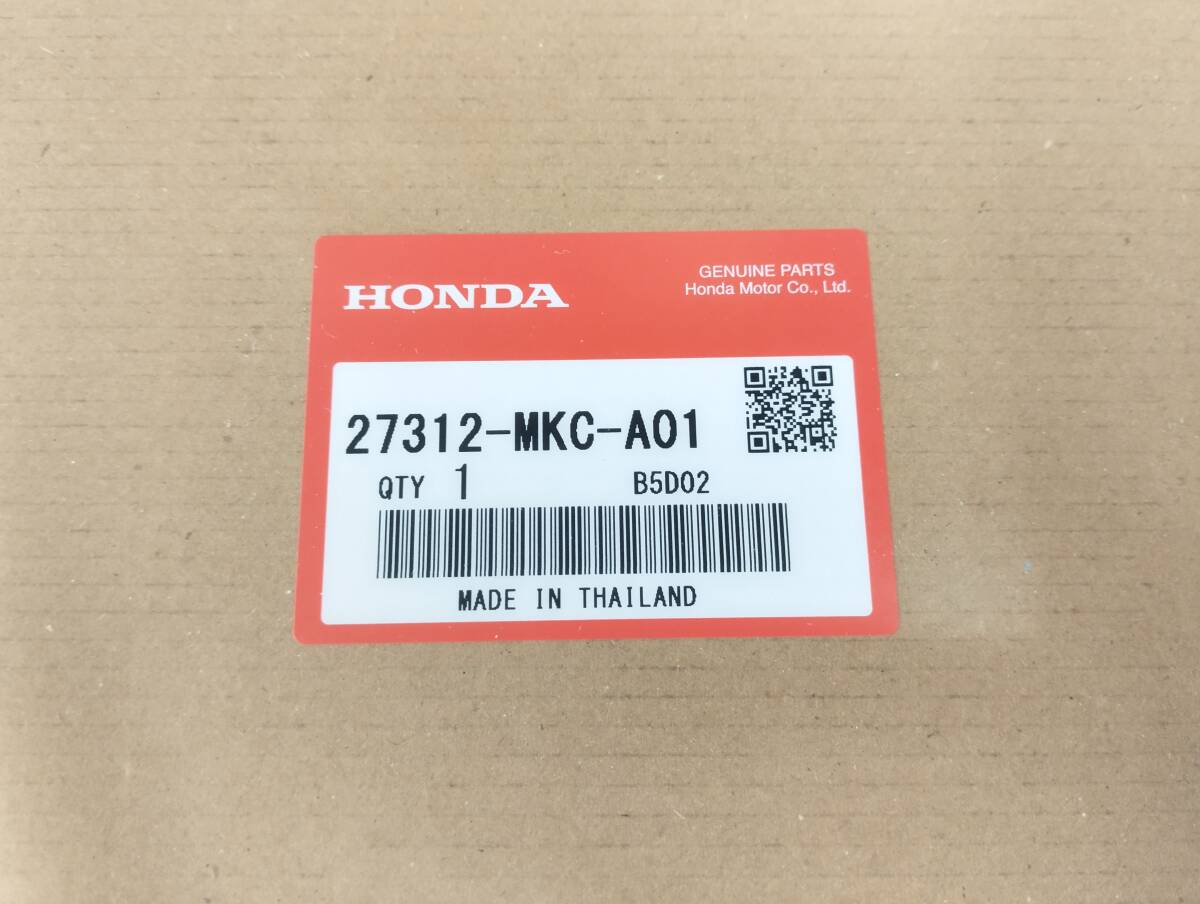 HONDA
GENUINE PARTS
Honda Motor Co., Ltd.
27312-MKC-A01
QTY 1 B5D02
MADE IN THAILAND